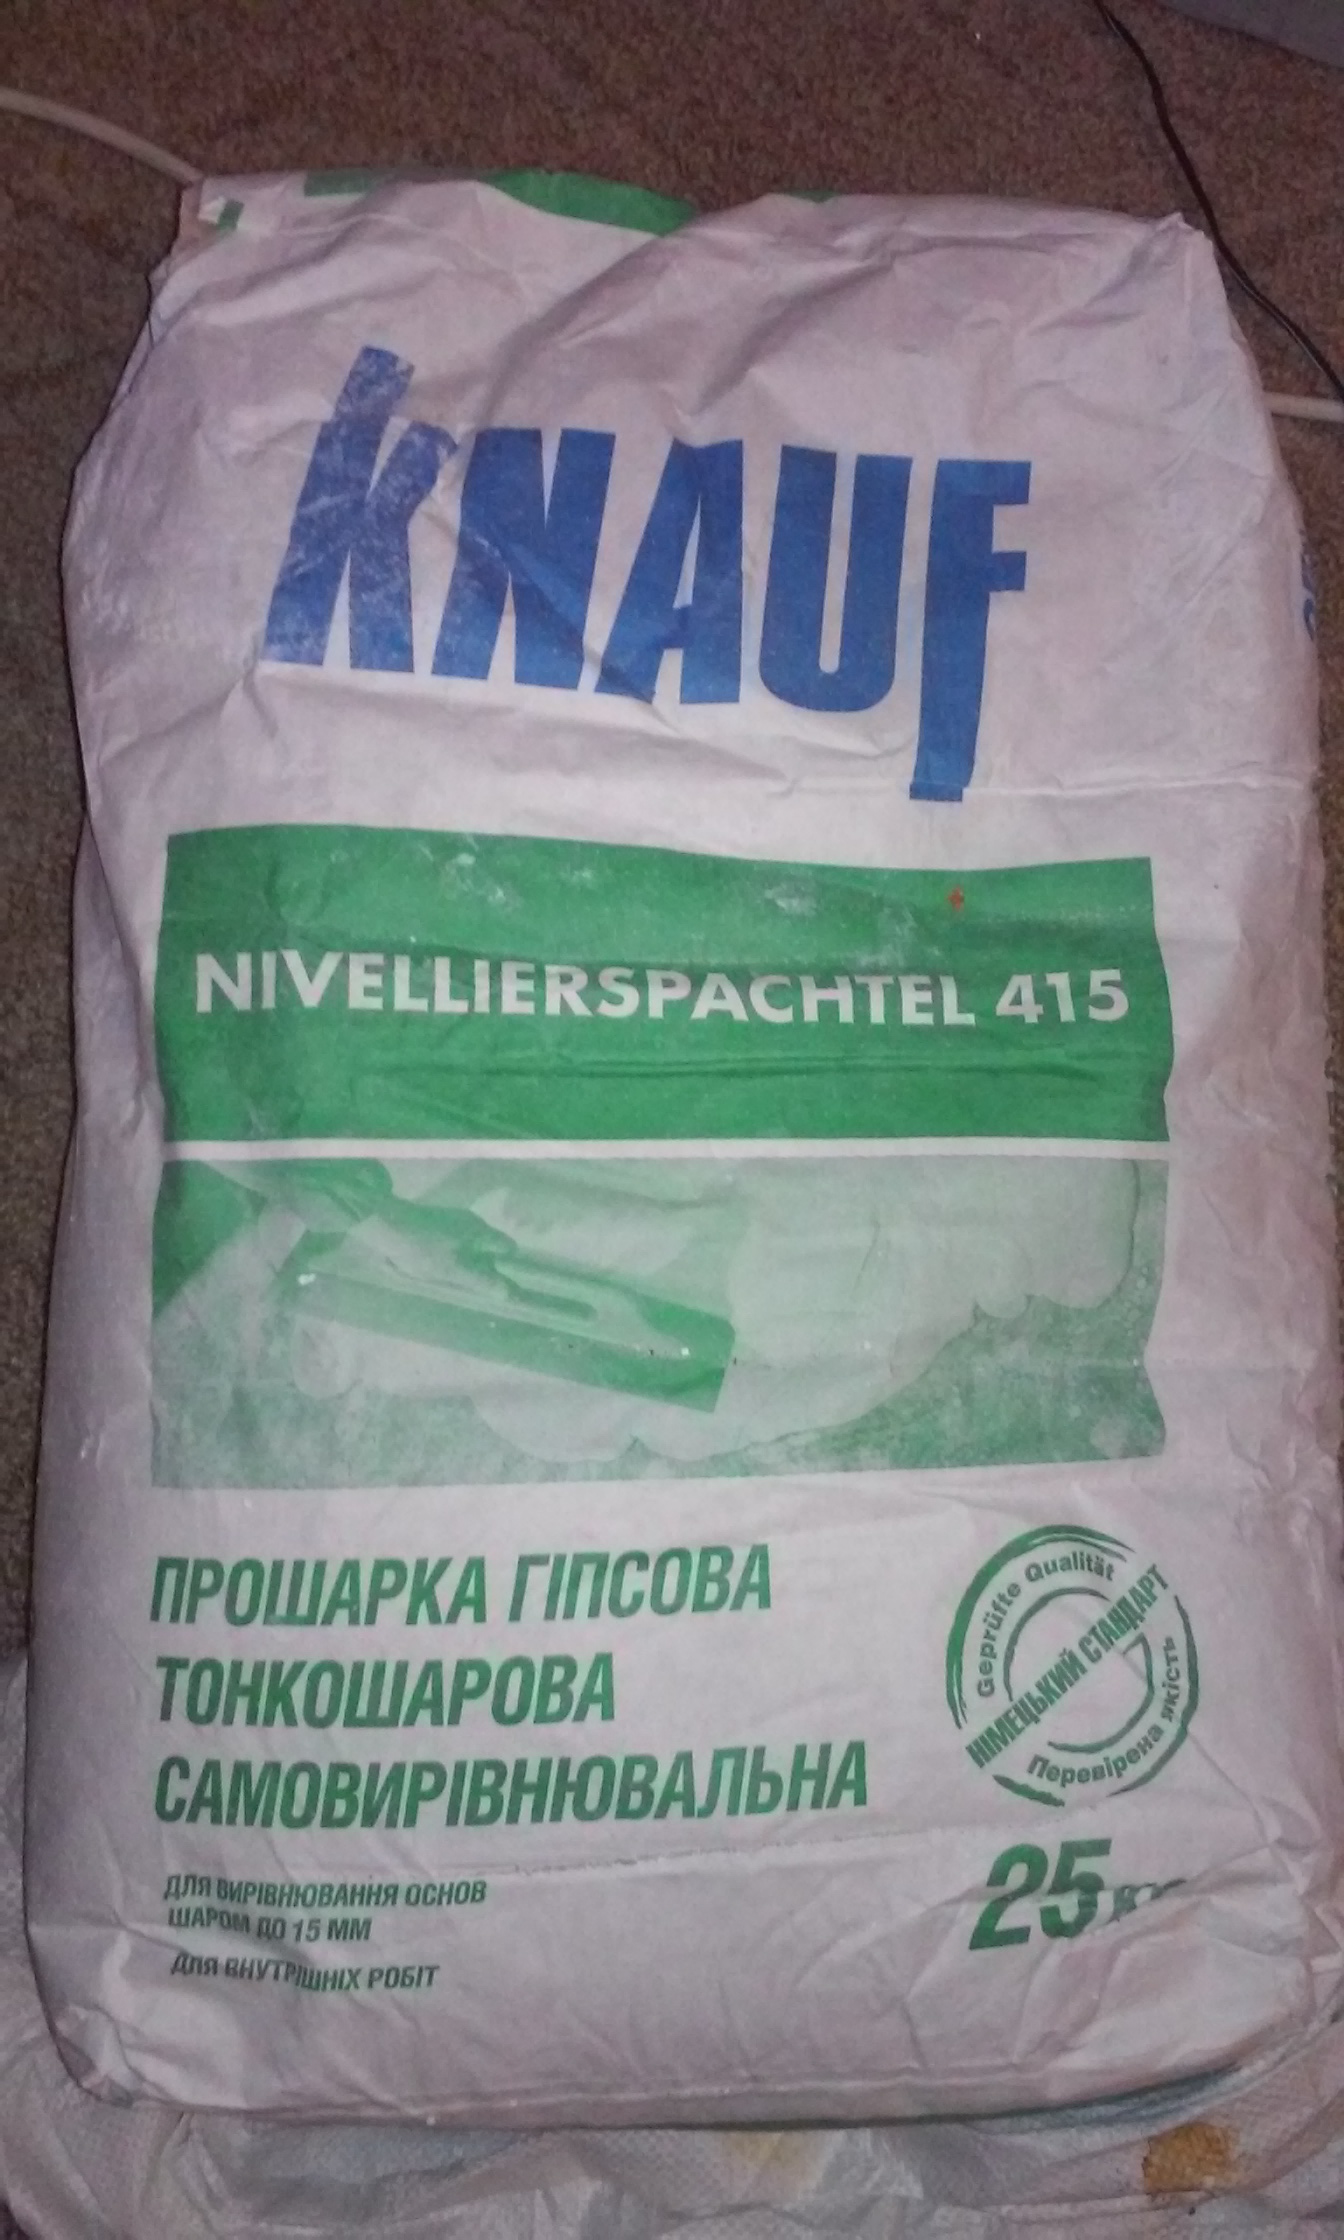 KNAUF
NIVELLIERSPACHTEL 415
ПРОШАРКА ГІПСОВА
ТОНКОШАРОВА
САМОВИРІВНЮВАЛЬНА
Geprüfte Qualität
НІМЕЦЬКИЙ СТАНДАРТ
Перевірена якість
ДЛЯ ВИРІВНЮВАННЯ ОСНОВ
ШАРОМ ДО 15 ММ
ДЛЯ ВНУТРІШНІХ РОБІТ
25